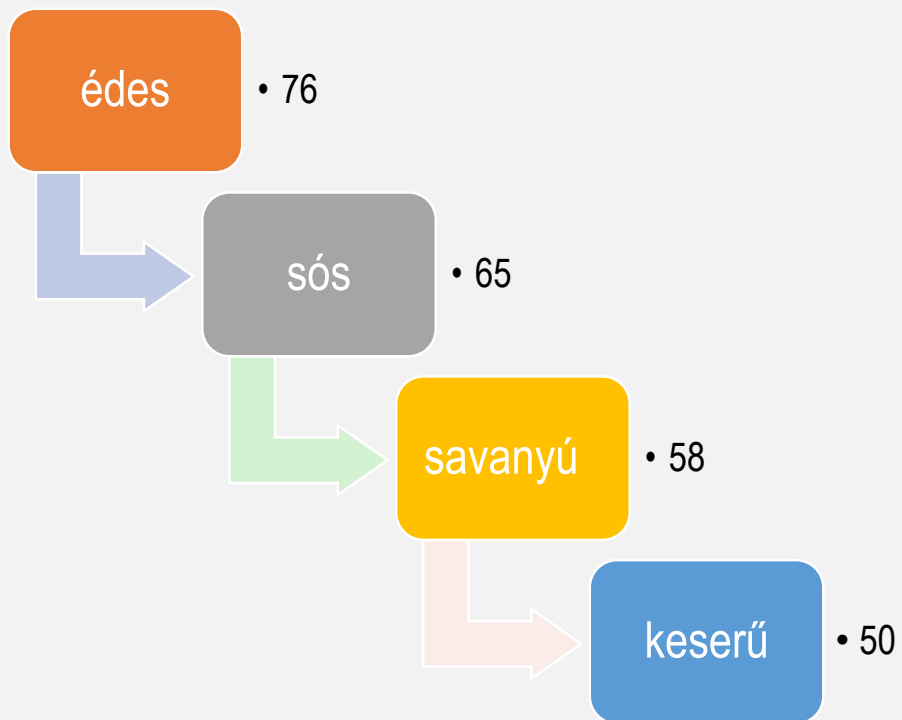 édes
• 76
sós
• 65
savanyú
• 58
keserű
• 50